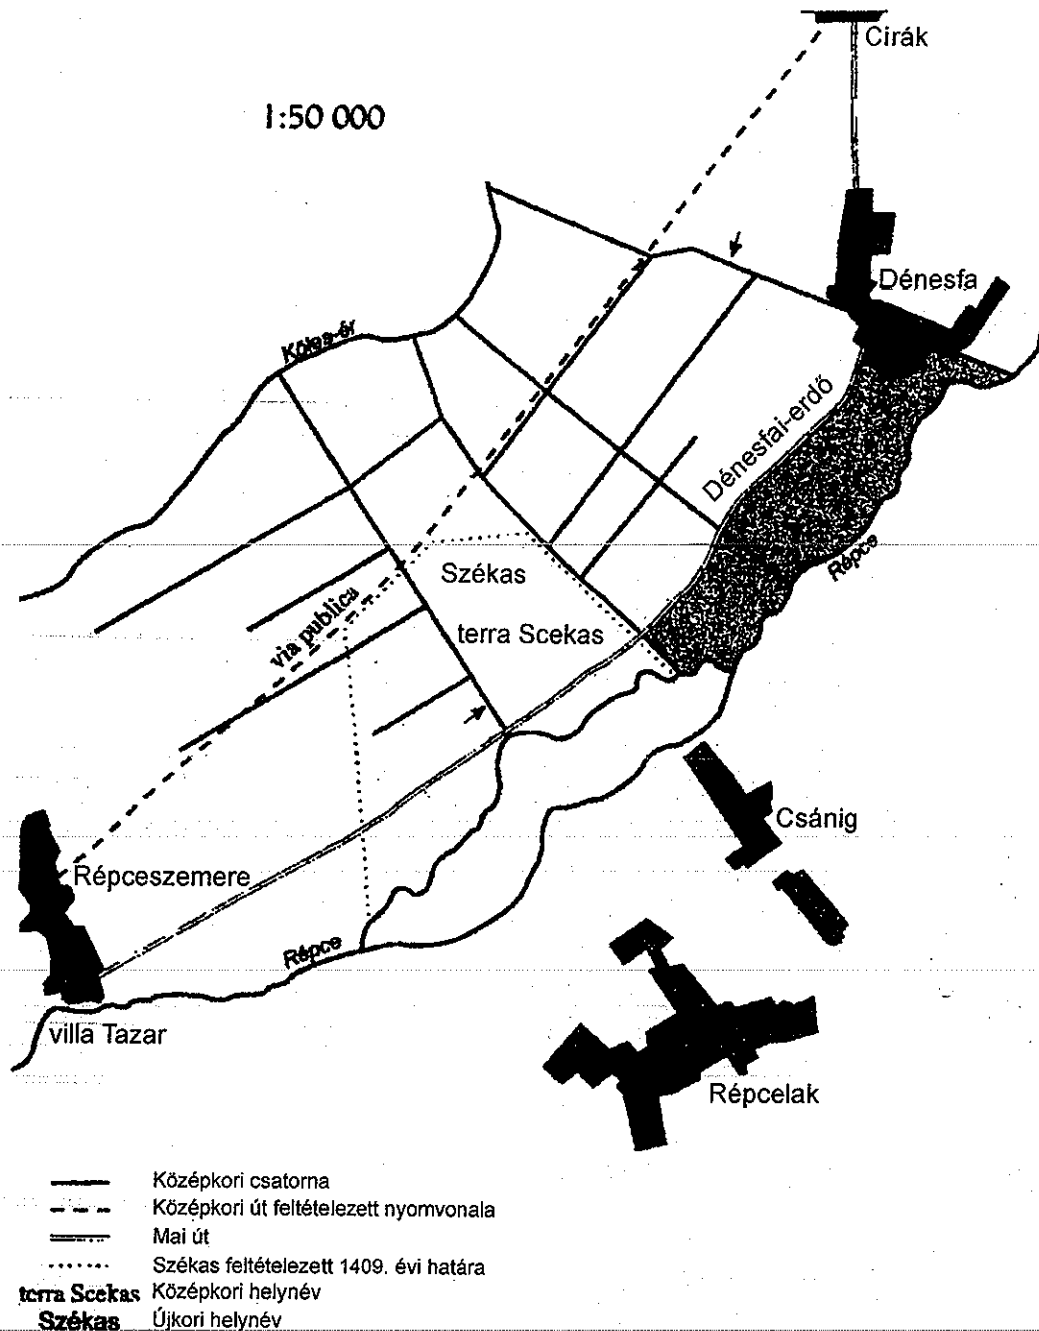 Cirák
1:50 000
Dénesfa
Köles-ér
Dénesfai-erdő
Répce
Székas
via publica
terra Scekas
Csánig
Répceszemere
Répce
villa Tazar
Répcelak
Középkori csatorna
Középkori út feltételezett nyomvonala
Mai út
Székas feltételezett 1409. évi határa
terra Scekas Középkori helynév
Székas Újkori helynév